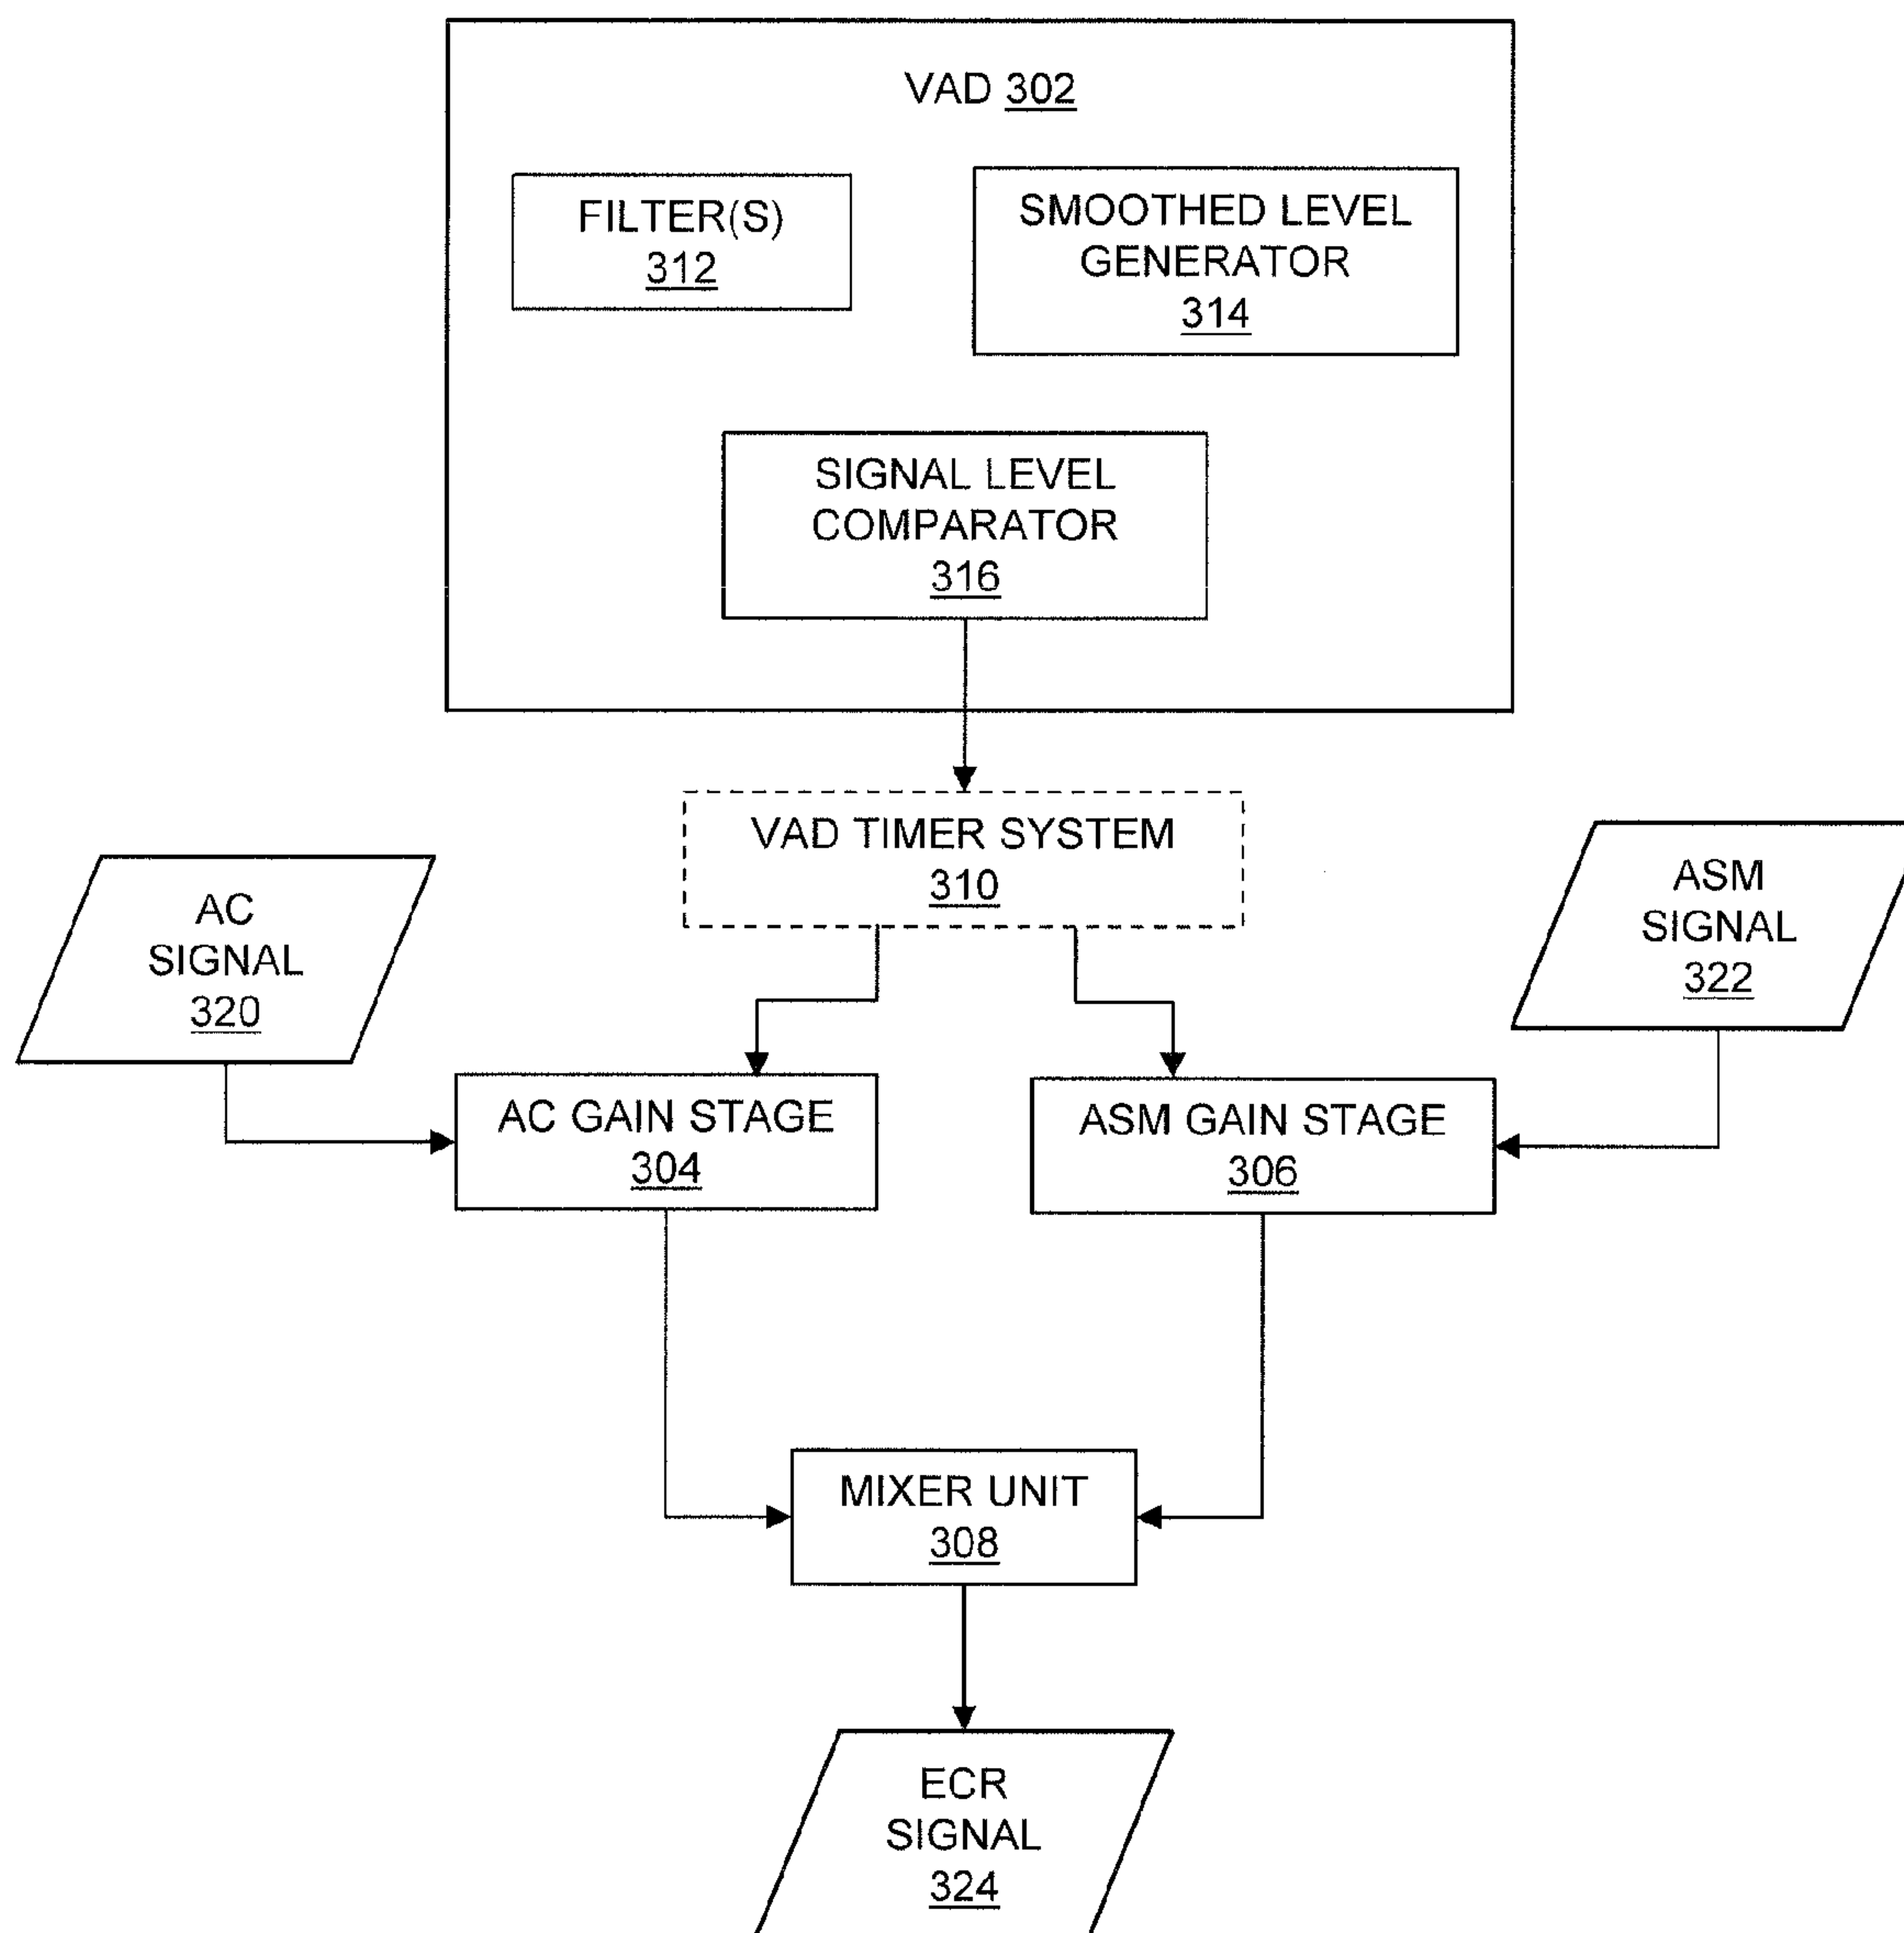 VAD 302
FILTER(S)
312
SMOOTHED LEVEL
GENERATOR
314
SIGNAL LEVEL
COMPARATOR
316
VAD TIMER SYSTEM
310
AC
SIGNAL
320
ASM
SIGNAL
322
AC GAIN STAGE
304
ASM GAIN STAGE
306
MIXER UNIT
308
ECR
SIGNAL
324